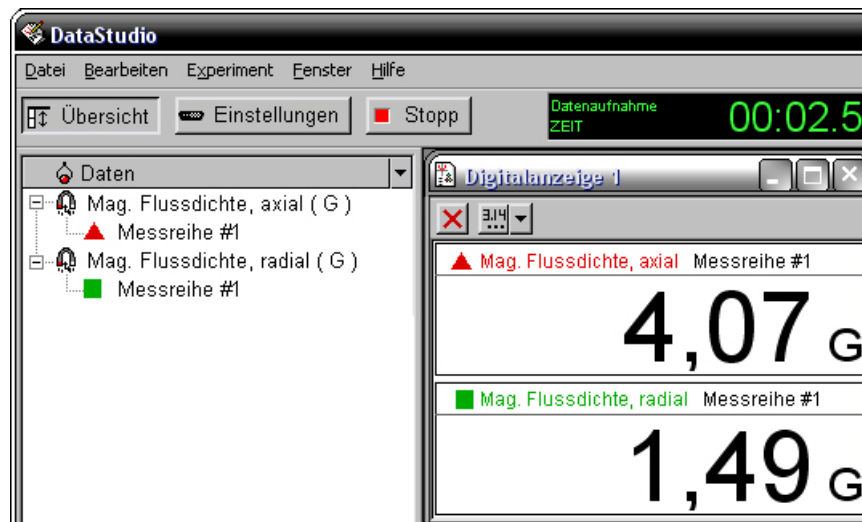 DataStudio
Datei Bearbeiten Experiment Fenster Hilfe
Übersicht Einstellungen Stopp
Datenaufnahme
ZEIT
00:02.5
Daten
Mag. Flussdichte, axial ( G )
Messreihe #1
Mag. Flussdichte, radial ( G )
Messreihe #1
Digitalanzeige 1
3.14
Mag. Flussdichte, axial Messreihe #1
4,07 G
Mag. Flussdichte, radial Messreihe #1
1,49 G